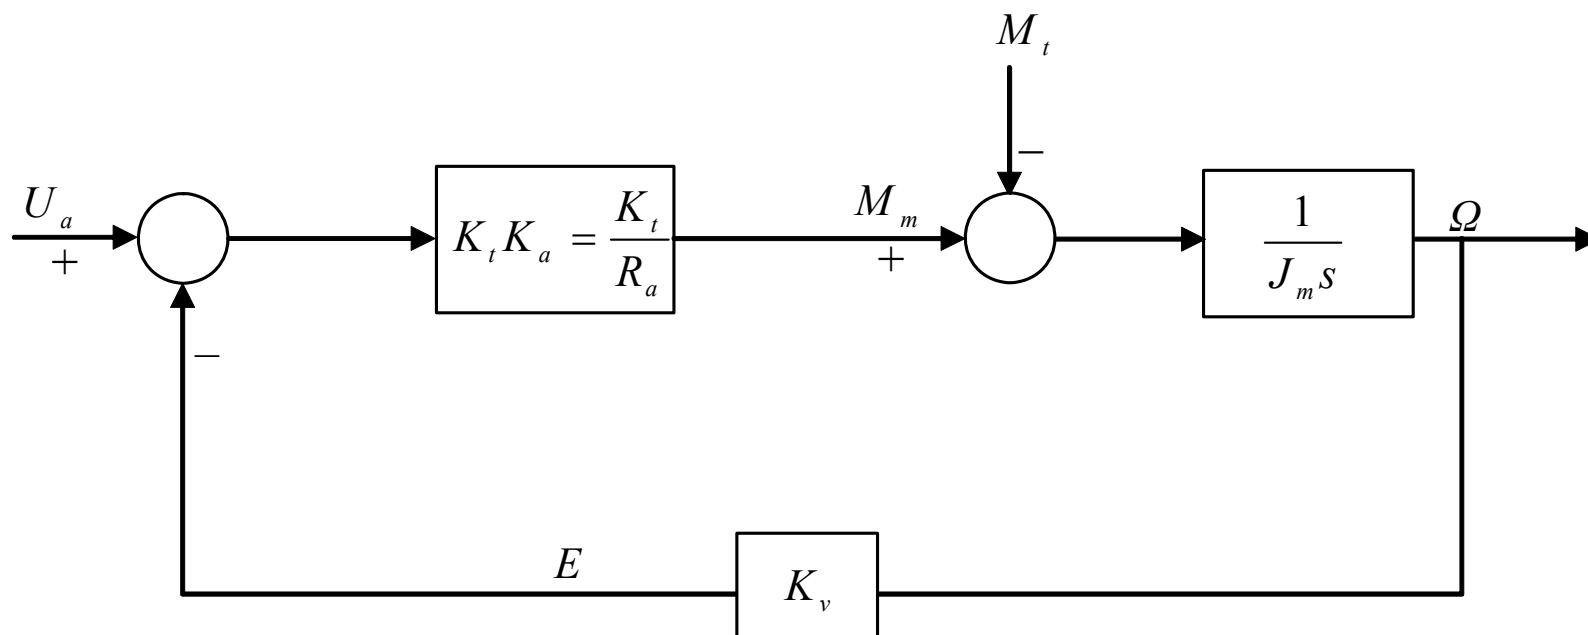 M_t
−
U_a
+
K_t K_a = K_t / R_a
M_m
+
1 / J_m s
Ω
−
E
K_v